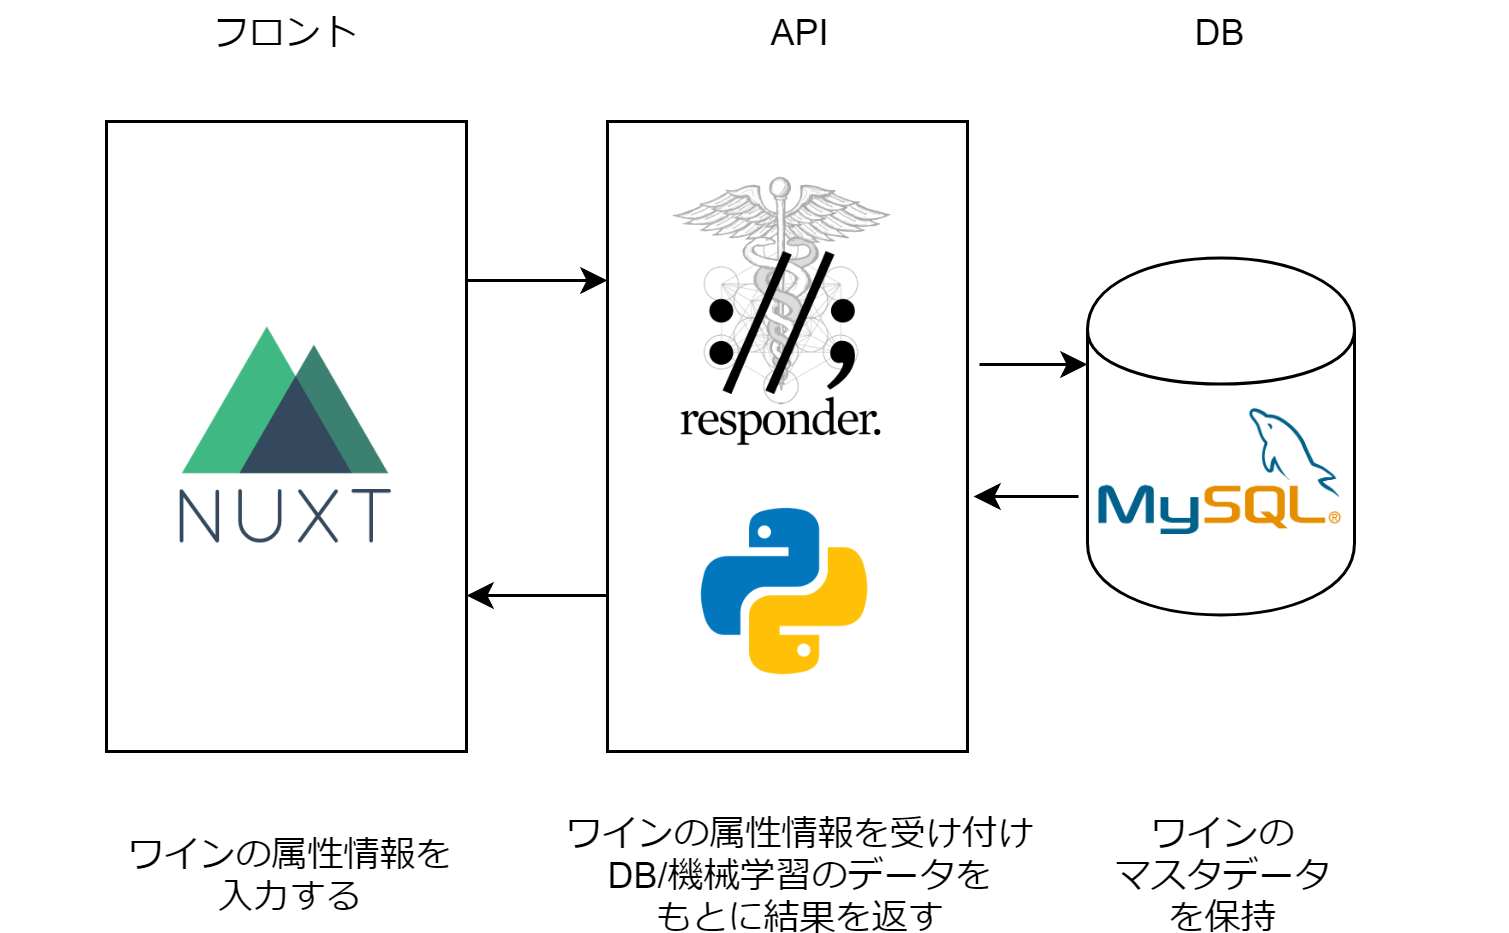 フロント
API
DB
NUXT
responder.
MySQL®
ワインの属性情報を
入力する
ワインの属性情報を受け付け
DB/機械学習のデータを
もとに結果を返す
ワインの
マスタデータ
を保持